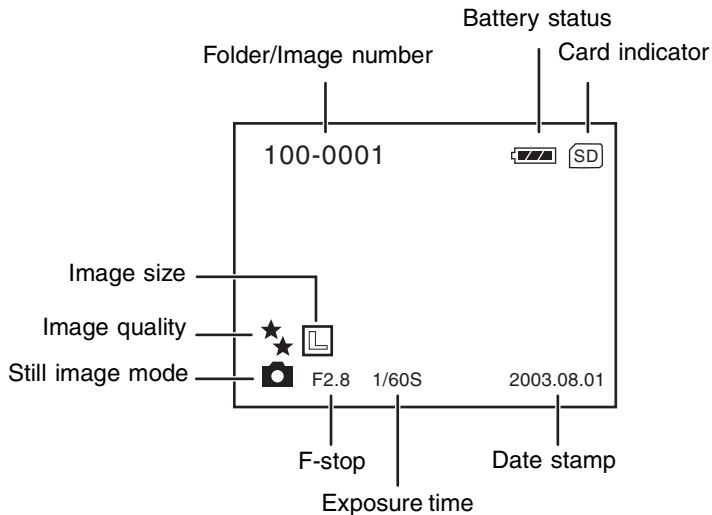 Battery status
Folder/Image number
Card indicator
100-0001
SD
Image size
Image quality
L
Still image mode
F2.8 1/60S 2003.08.01
F-stop
Date stamp
Exposure time